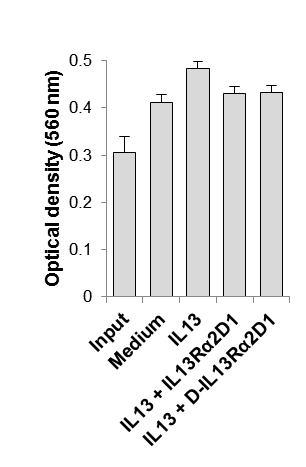 Optical density (560 nm)
0.5
0.4
0.3
0.2
0.1
0
Input
Medium
IL13
IL13 + IL13Rα2D1
IL13 + D-IL13Rα2D1